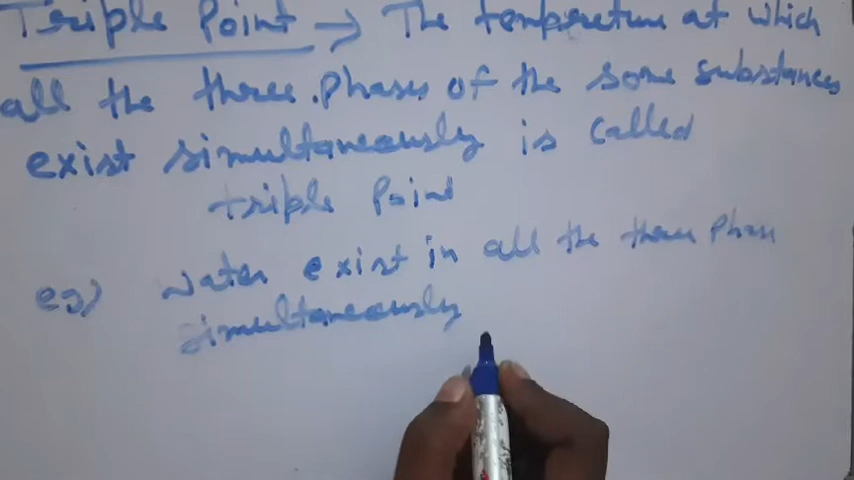 Triple Point → The temperature at which
all the three phases of the some substances
exist simultaneously is called
triple Point
eg) water exist in all the three phase
simultaneously